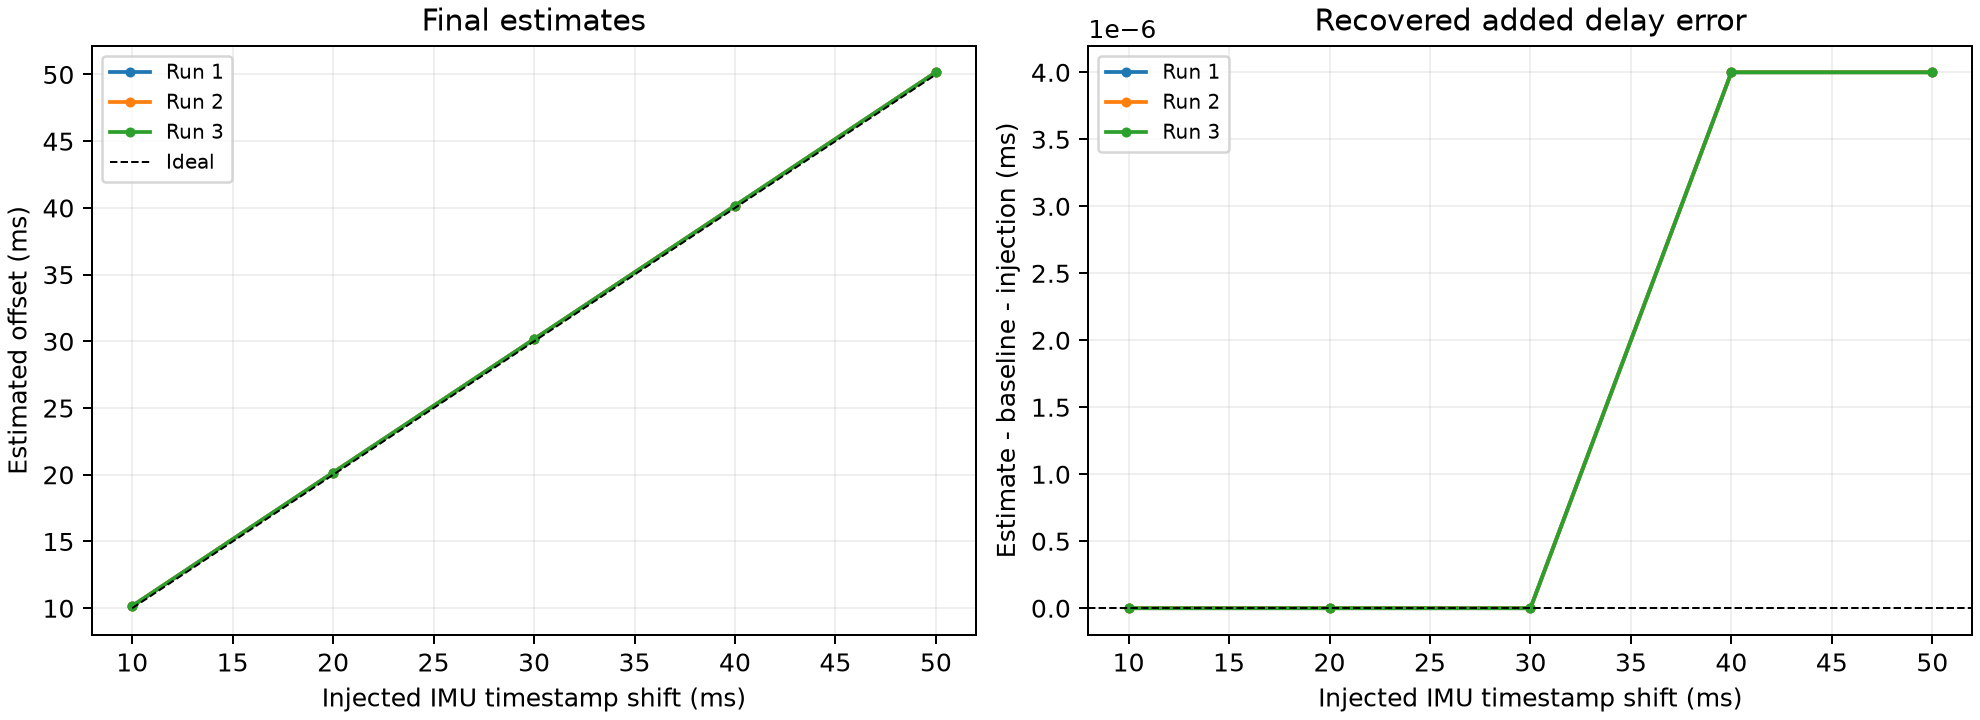 Final estimates
Run 1
Run 2
Run 3
Ideal
50
45
40
35
30
25
20
15
10
Estimated offset (ms)
10 15 20 25 30 35 40 45 50
Injected IMU timestamp shift (ms)
Recovered added delay error
1e−6
Run 1
Run 2
Run 3
4.0
3.5
3.0
2.5
2.0
1.5
1.0
0.5
0.0
Estimate - baseline - injection (ms)
10 15 20 25 30 35 40 45 50
Injected IMU timestamp shift (ms)